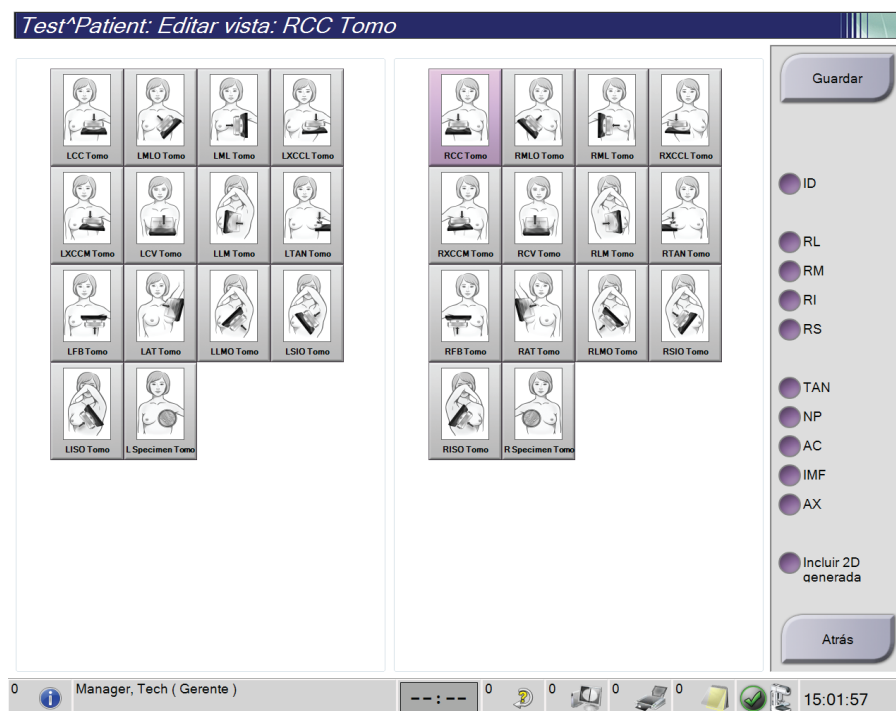 Test^Patient: Editar vista: RCC Tomo
LCC Tomo
LMLO Tomo
LML Tomo
LXCCL Tomo
LXCCM Tomo
LCV Tomo
LLM Tomo
LTAN Tomo
LFB Tomo
LAT Tomo
LLMO Tomo
LSIO Tomo
LISO Tomo
L Specimen Tomo
RCC Tomo
RMLO Tomo
RML Tomo
RXCCL Tomo
RXCCM Tomo
RCV Tomo
RLM Tomo
RTAN Tomo
RFB Tomo
RAT Tomo
RLMO Tomo
RSIO Tomo
RISO Tomo
R Specimen Tomo
Guardar
ID
RL
RM
RI
RS
TAN
NP
AC
IMF
AX
Incluir 2D
generada
Atrás
0
Manager, Tech ( Gerente )
--:--
0
0
0
0
15:01:57